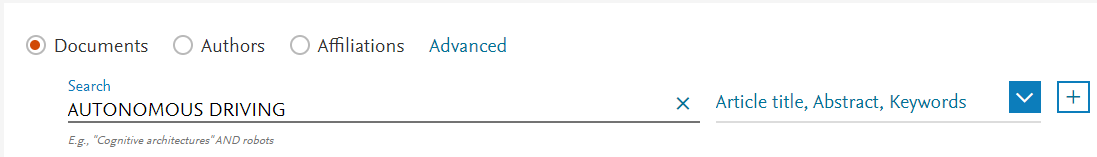 Documents Authors Affiliations Advanced
Search
AUTONOMOUS DRIVING
Article title, Abstract, Keywords
E.g., "Cognitive architectures" AND robots